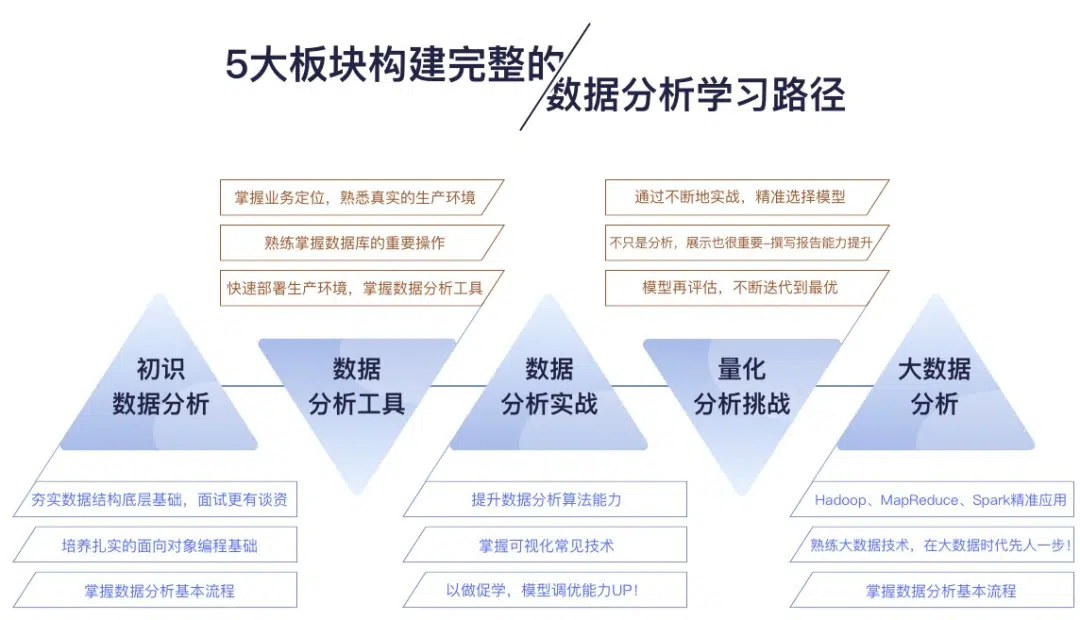 5大板块构建完整的
数据分析学习路径
掌握业务定位，熟悉真实的生产环境
熟练掌握数据库的重要操作
快速部署生产环境，掌握数据分析工具
通过不断地实战，精准选择模型
不只是分析，展示也很重要-撰写报告能力提升
模型再评估，不断迭代到最优
初识
数据分析
数据
分析工具
数据
分析实战
量化
分析挑战
大数据
分析
夯实数据结构底层基础，面试更有谈资
培养扎实的面向对象编程基础
掌握数据分析基本流程
提升数据分析算法能力
掌握可视化常见技术
以做促学，模型调优能力UP！
Hadoop、MapReduce、Spark精准应用
熟练大数据技术，在大数据时代先人一步！
掌握数据分析基本流程